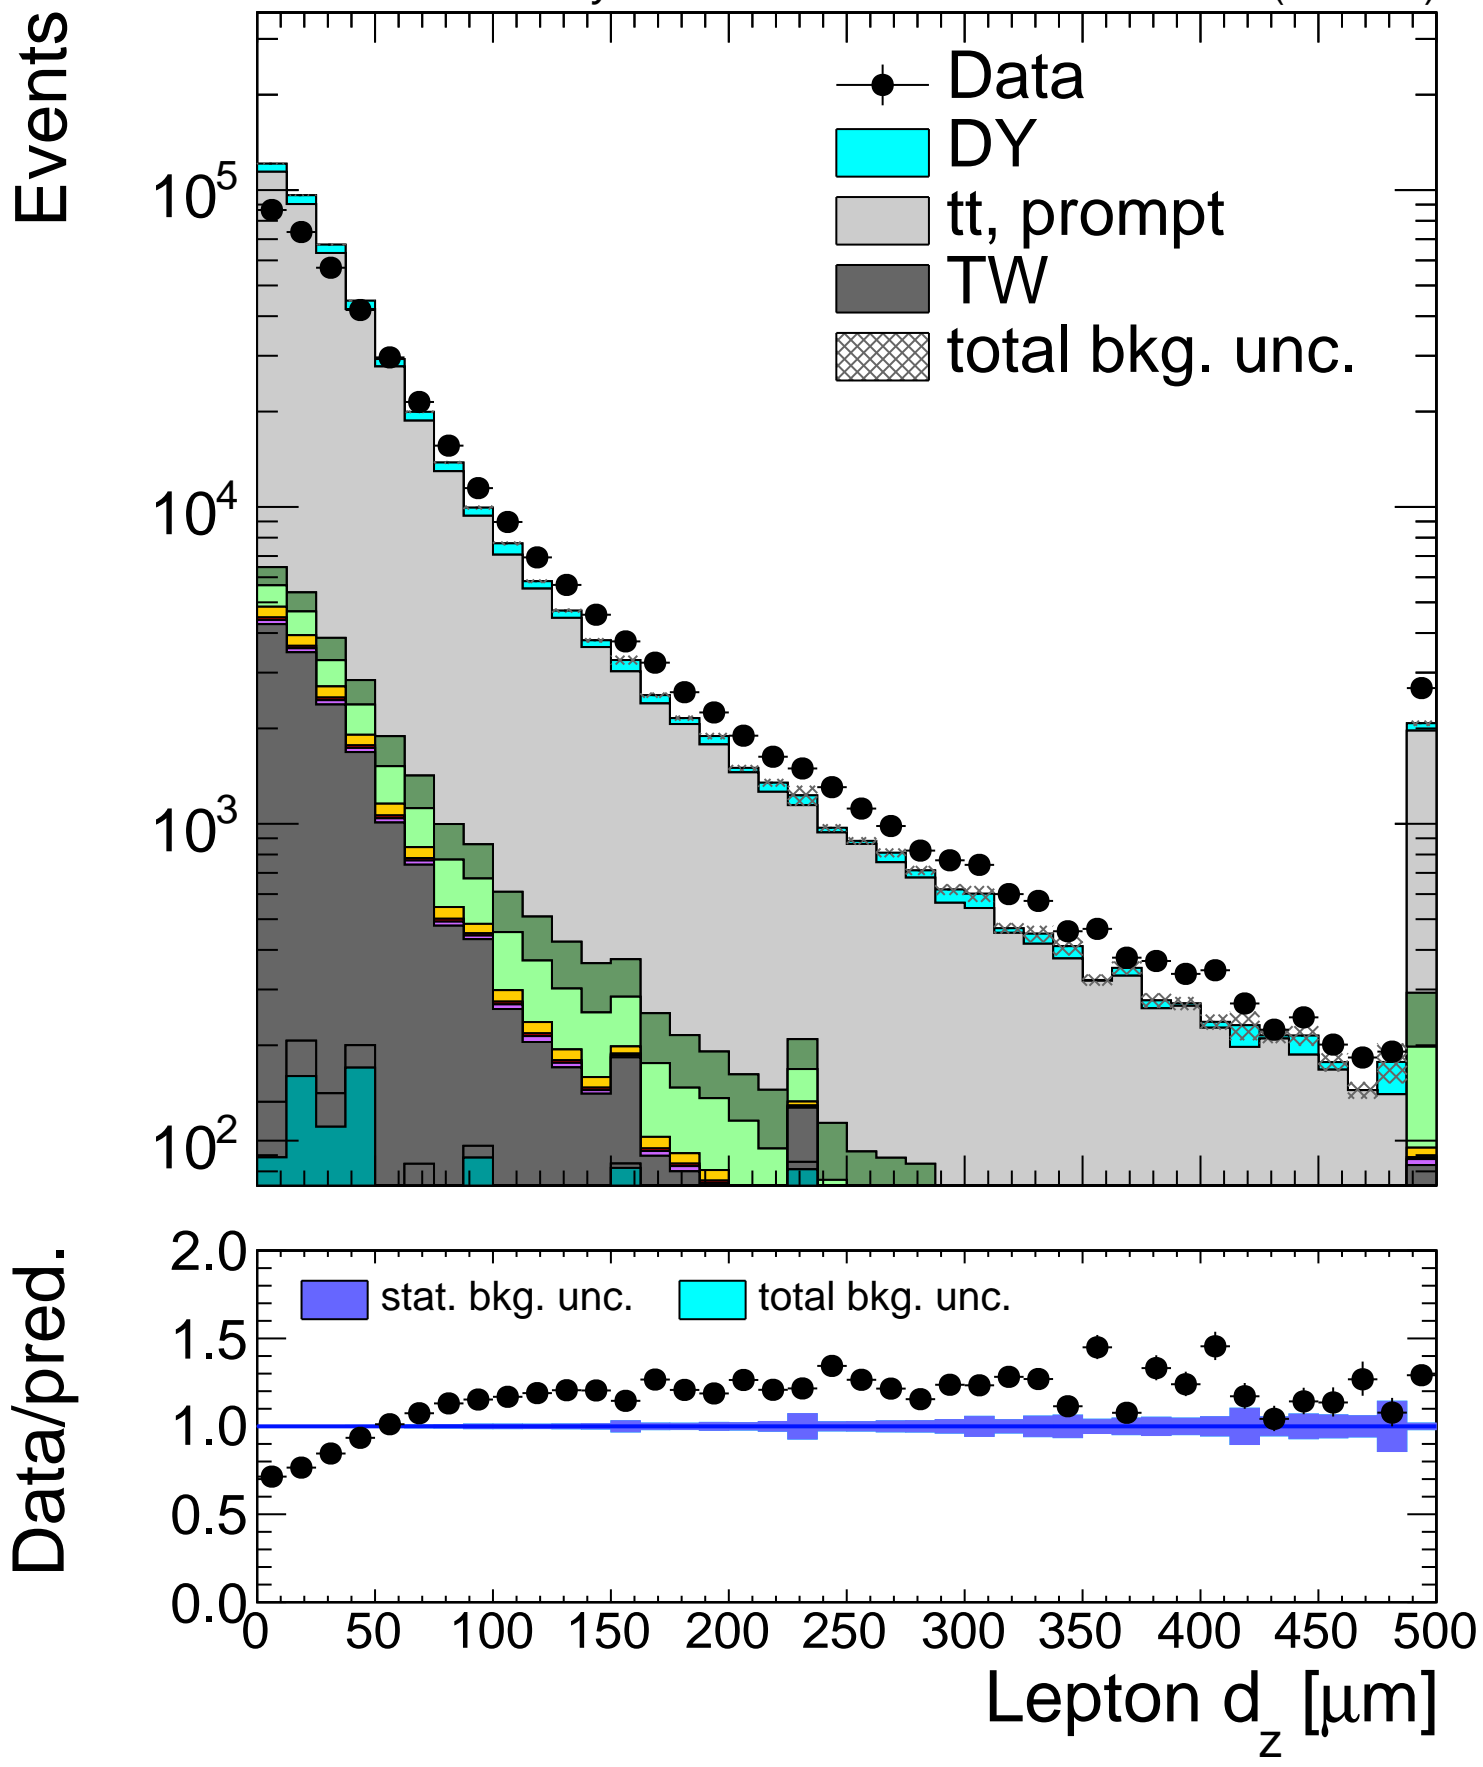 Events
10^5
10^4
10^3
10^2
Data
DY
tt, prompt
TW
total bkg. unc.
Data/pred.
2.0
1.5
1.0
0.5
0.0
stat. bkg. unc.
total bkg. unc.
0 50 100 150 200 250 300 350 400 450 500
Lepton d_z [μm]